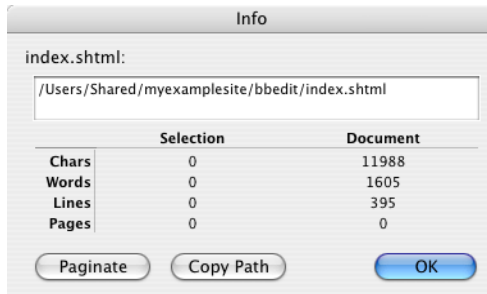 Info
index.shtml:
/Users/Shared/myexamplesite/bbedit/index.shtml
Selection Document
Chars 0 11988
Words 0 1605
Lines 0 395
Pages 0 0
Paginate Copy Path OK